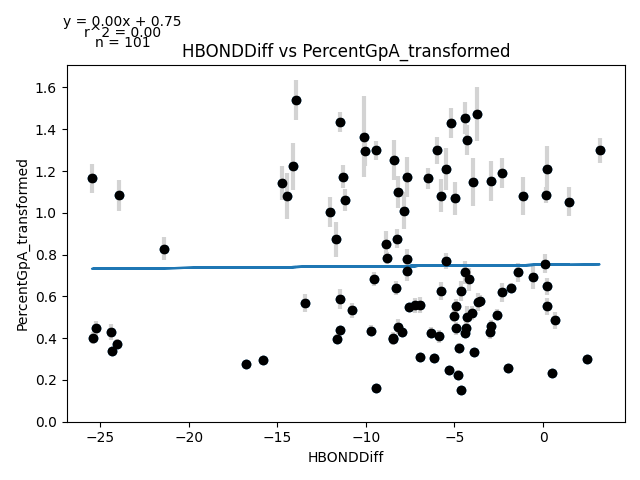 y = 0.00x + 0.75
r^2 = 0.00
n = 101
HBONDDiff vs PercentGpA_transformed
1.6
1.4
1.2
1.0
0.8
0.6
0.4
0.2
0.0
PercentGpA_transformed
−25 −20 −15 −10 −5 0
HBONDDiff